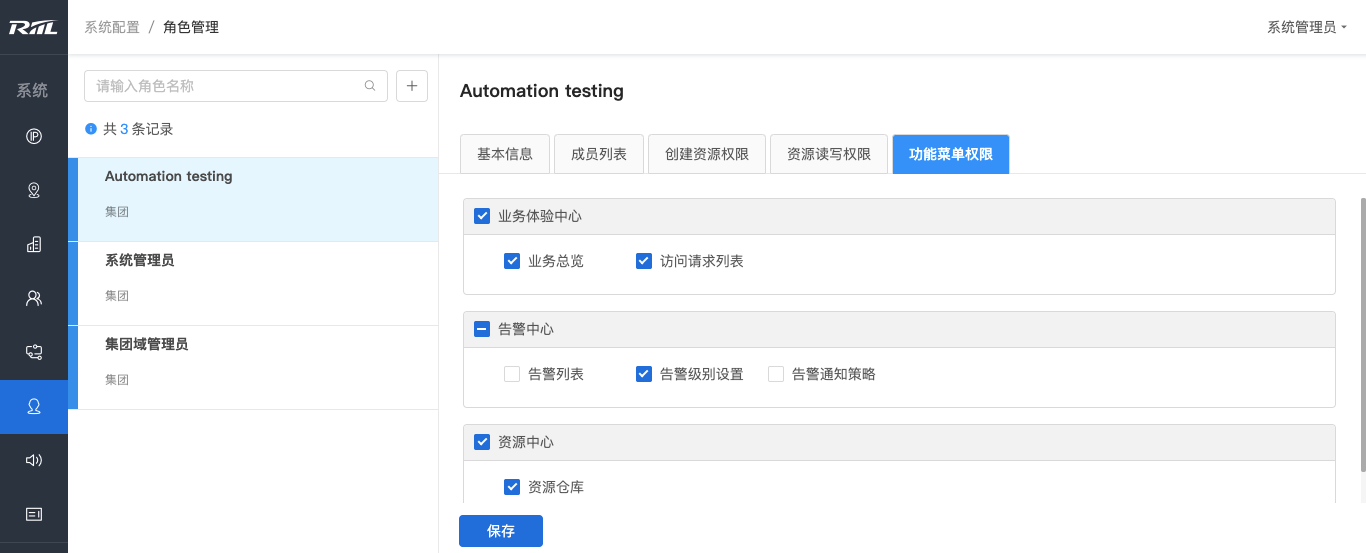 RIIL
系统配置 / 角色管理
系统管理员
系统
请输入角色名称
共 3 条记录
Automation testing
集团
系统管理员
集团
集团域管理员
集团
Automation testing
基本信息 成员列表 创建资源权限 资源读写权限 功能菜单权限
业务体验中心
业务总览 访问请求列表
告警中心
告警列表 告警级别设置 告警通知策略
资源中心
资源仓库
保存